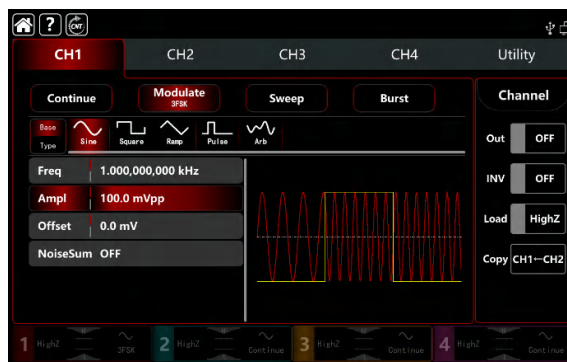 ?
CNT
CH1 CH2 CH3 CH4 Utility
Continue Modulate Sweep Burst Channel
3FSK
Base
Type Sine Square Ramp Pulse Arb
Out OFF
Freq 1.000,000,000 kHz
INV OFF
Ampl 100.0 mVpp
Offset 0.0 mV
Load HighZ
NoiseSum OFF
Copy CH1←CH2
1 HighZ 3FSK 2 HighZ Continue 3 HighZ Continue 4 HighZ Continue